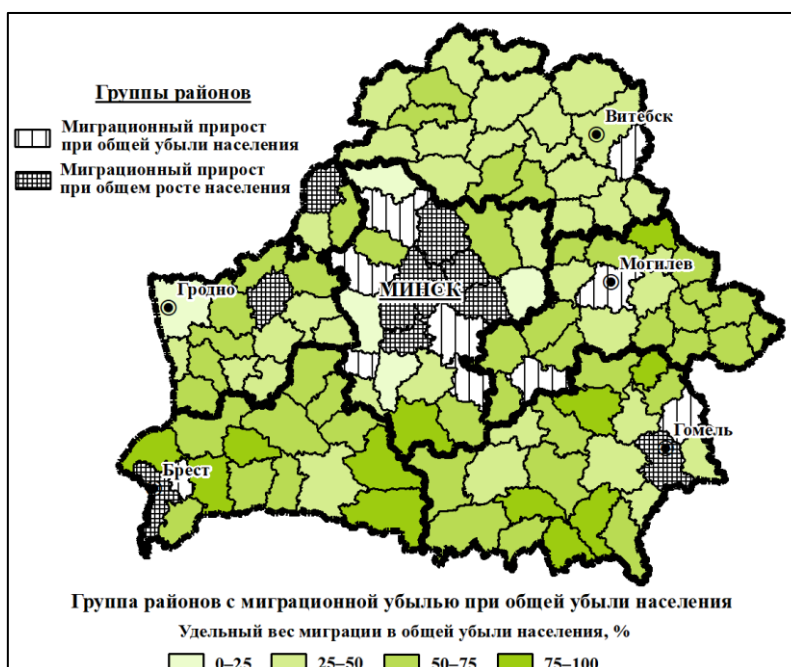 Группы районов
Миграционный прирост
при общей убыли населения
Миграционный прирост
при общем росте населения
Витебск
Гродно
МИНСК
Могилев
Брест
Гомель
Группа районов с миграционной убылью при общей убыли населения
Удельный вес миграции в общей убыли населения, %
0–25 25–50 50–75 75–100